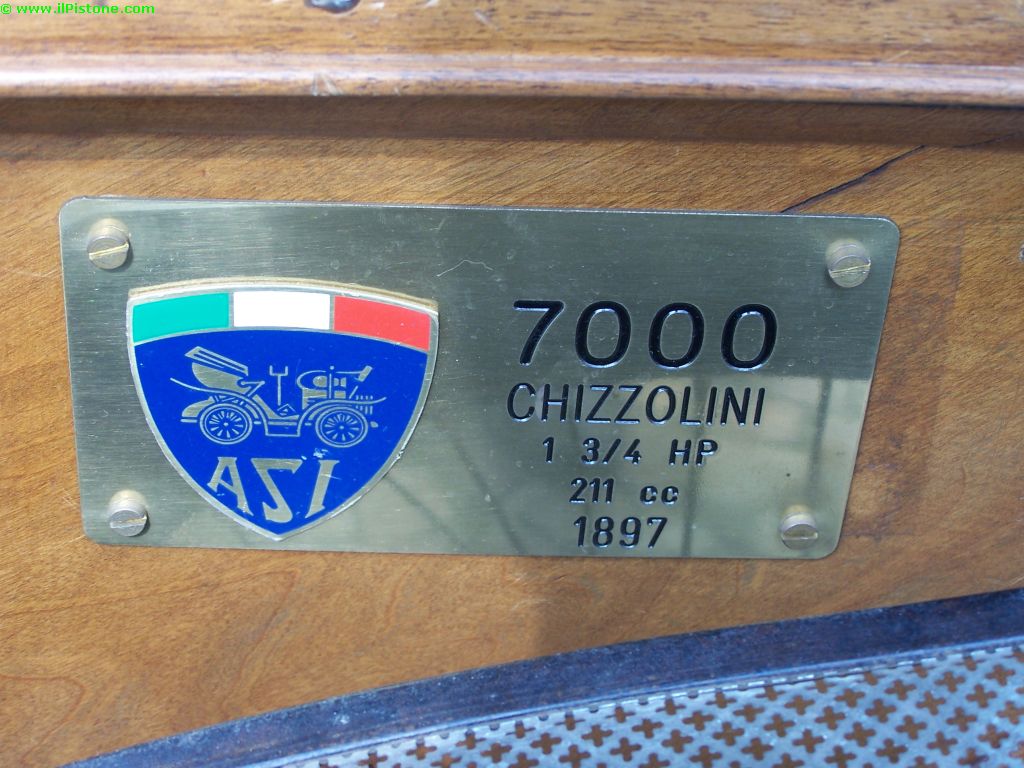 © www.ilPistone.com
7000
CHIZZOLINI
1 3/4 HP
211 cc
1897
ASI